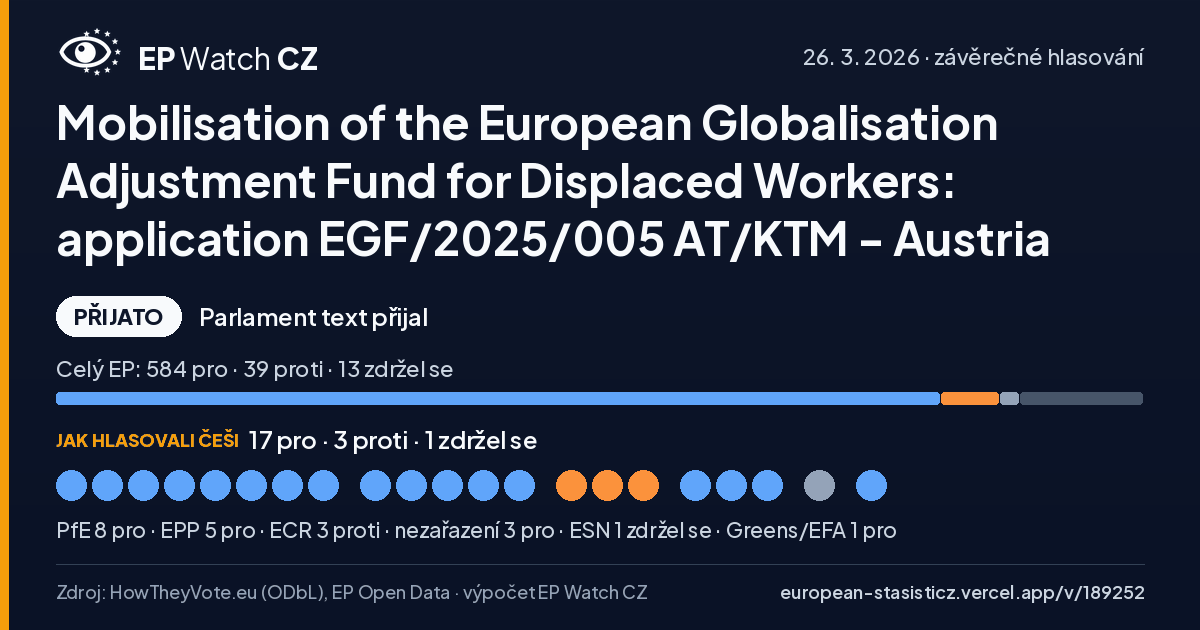 EP Watch CZ
26. 3. 2026 · závěrečné hlasování
Mobilisation of the European Globalisation
Adjustment Fund for Displaced Workers:
application EGF/2025/005 AT/KTM – Austria
PŘIJATO
Parlament text přijal
Celý EP: 584 pro · 39 proti · 13 zdržel se
JAK HLASOVALI ČEŠI 17 pro · 3 proti · 1 zdržel se
PfE 8 pro · EPP 5 pro · ECR 3 proti · nezařazení 3 pro · ESN 1 zdržel se · Greens/EFA 1 pro
Zdroj: HowTheyVote.eu (ODbL), EP Open Data · výpočet EP Watch CZ
european-stasisticz.vercel.app/v/189252